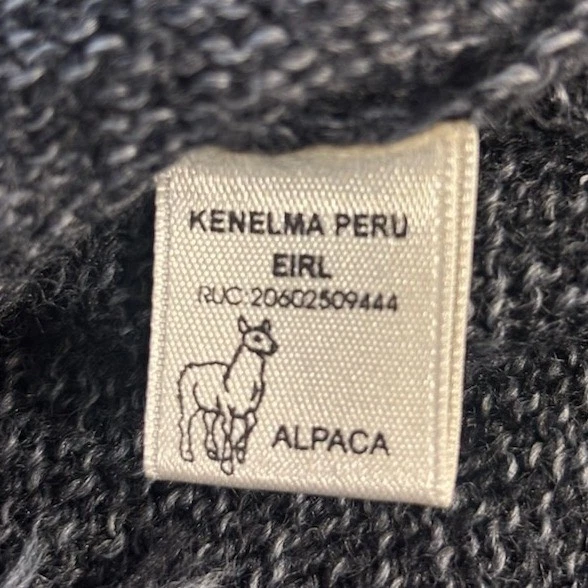 KENELMA PERU
EIRL
RUC:20602509444
ALPACA